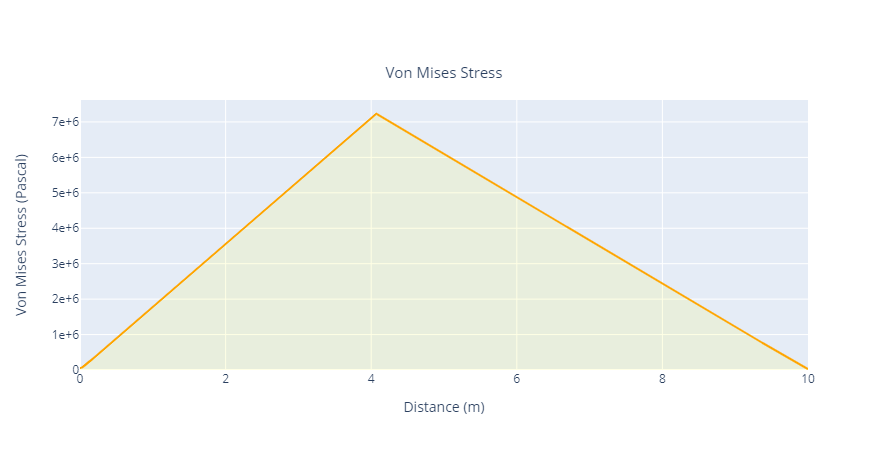 Von Mises Stress
Von Mises Stress (Pascal)
7e+6
6e+6
5e+6
4e+6
3e+6
2e+6
1e+6
0
0 2 4 6 8 10
Distance (m)